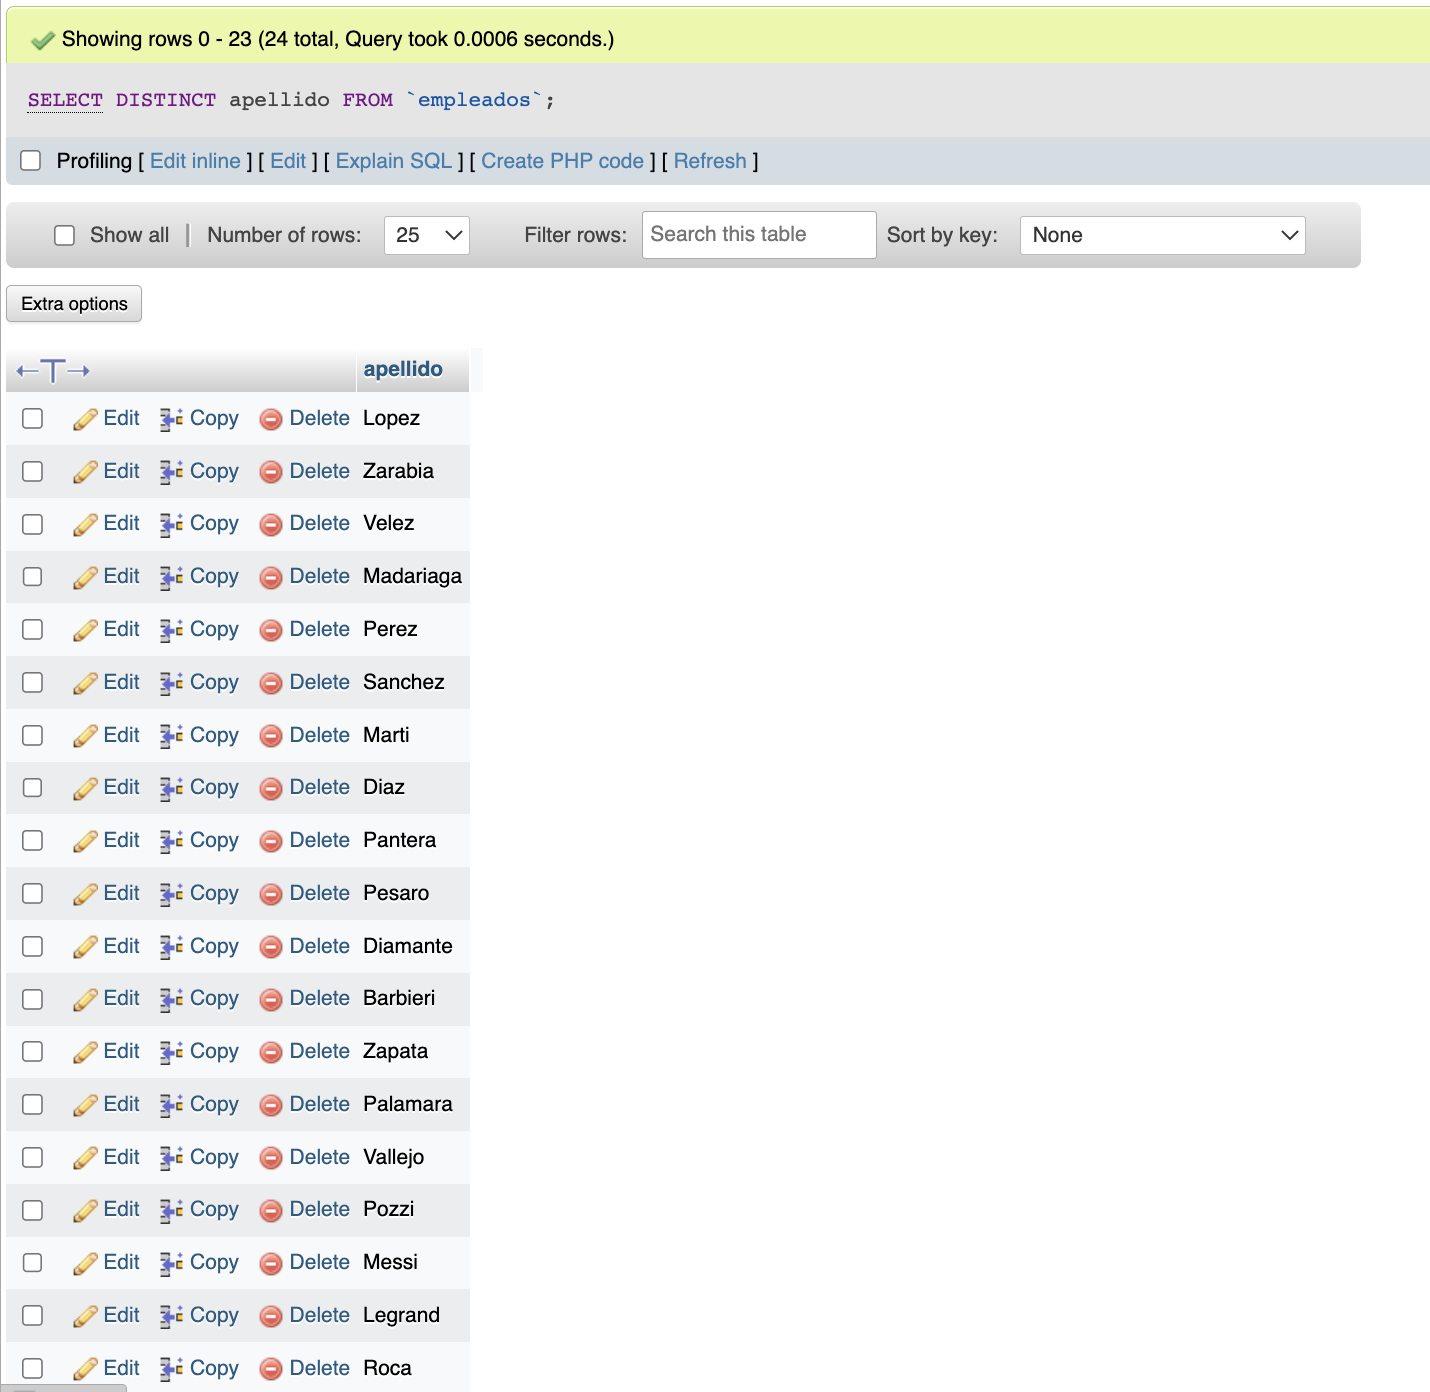 Showing rows 0 - 23 (24 total, Query took 0.0006 seconds.)
SELECT DISTINCT apellido FROM `empleados`;
Profiling [ Edit inline ] [ Edit ] [ Explain SQL ] [ Create PHP code ] [ Refresh ]
Show all | Number of rows: 25 Filter rows: Search this table Sort by key: None
Extra options
←T→ apellido
Edit Copy Delete Lopez
Edit Copy Delete Zarabia
Edit Copy Delete Velez
Edit Copy Delete Madariaga
Edit Copy Delete Perez
Edit Copy Delete Sanchez
Edit Copy Delete Marti
Edit Copy Delete Diaz
Edit Copy Delete Pantera
Edit Copy Delete Pesaro
Edit Copy Delete Diamante
Edit Copy Delete Barbieri
Edit Copy Delete Zapata
Edit Copy Delete Palamara
Edit Copy Delete Vallejo
Edit Copy Delete Pozzi
Edit Copy Delete Messi
Edit Copy Delete Legrand
Edit Copy Delete Roca